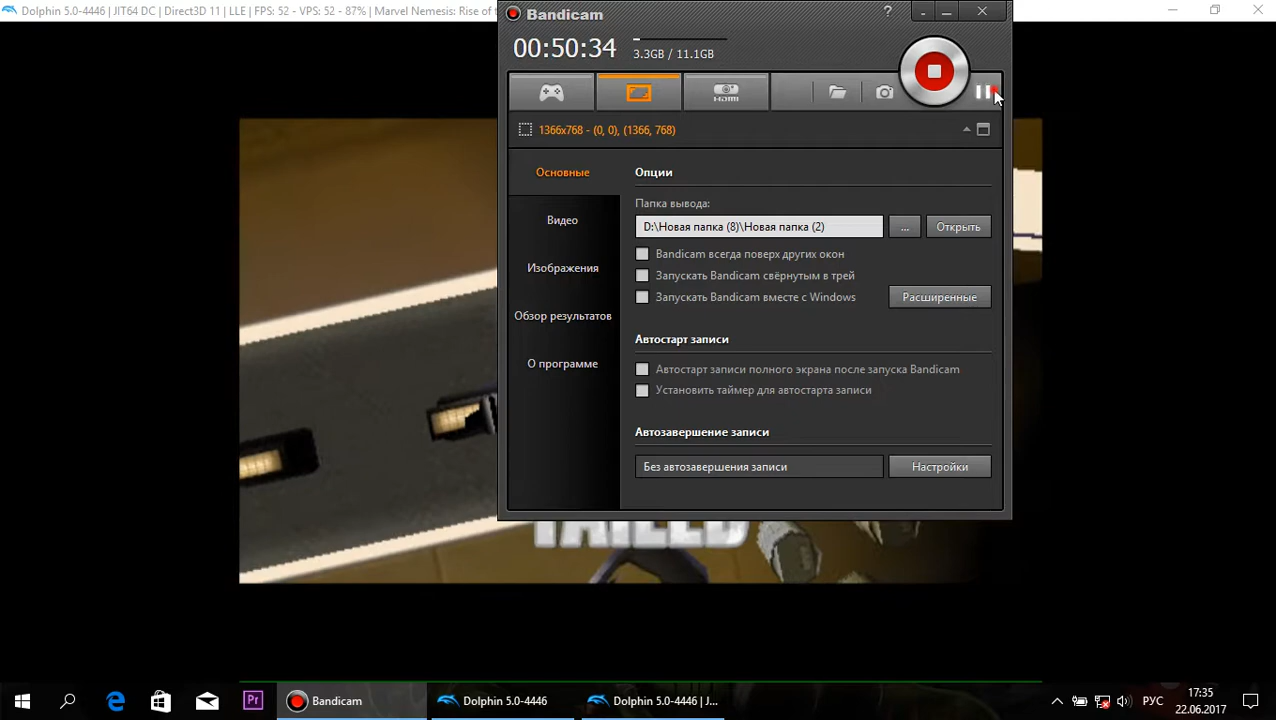 Dolphin 5.0-4446 | JIT64 DC | Direct3D 11 | LLE | FPS: 52 - VPS: 52 - 87% | Marvel Nemesis: Rise of t
Bandicam
?
00:50:34
3.3GB / 11.1GB
HDMI
1366x768 - (0, 0), (1366, 768)
Основные
Видео
Изображения
Обзор результатов
О программе
Опции
Папка вывода:
D:\Новая папка (8)\Новая папка (2)
...
Открыть
Bandicam всегда поверх других окон
Запускать Bandicam свёрнутым в трей
Запускать Bandicam вместе с Windows
Расширенные
Автостарт записи
Автостарт записи полного экрана после запуска Bandicam
Установить таймер для автостарта записи
Автозавершение записи
Без автозавершения записи
Настройки
FAILED
Pr
Bandicam
Dolphin 5.0-4446
Dolphin 5.0-4446 | J...
РУС
17:35
22.06.2017